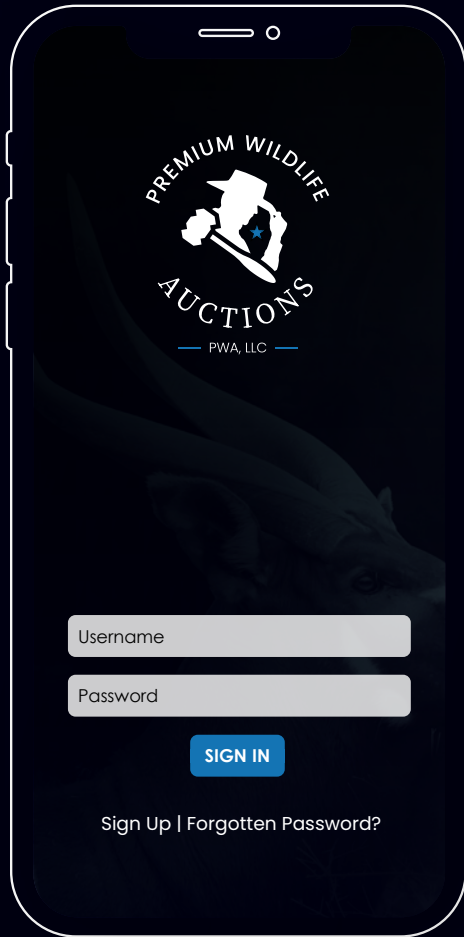 PREMIUM WILDLIFE
AUCTIONS
PWA, LLC
Username
Password
SIGN IN
Sign Up | Forgotten Password?